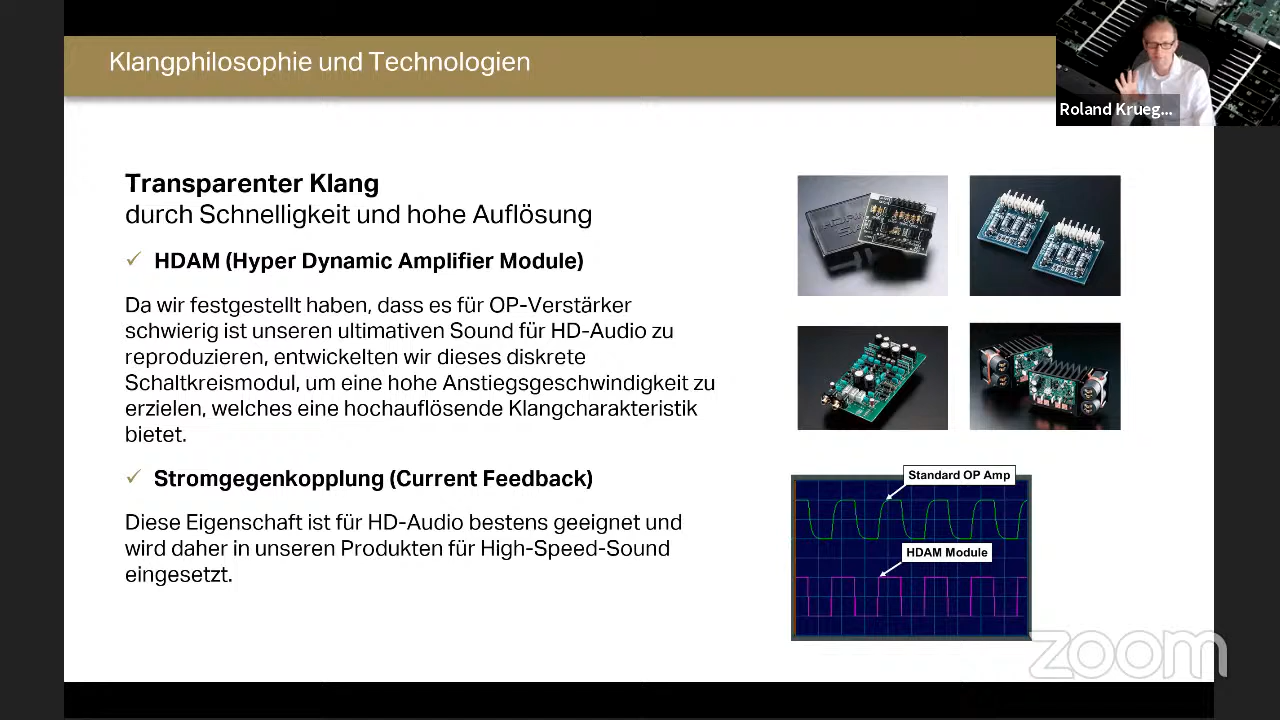 Klangphilosophie und Technologien
Roland Krueg...
Transparenter Klang
durch Schnelligkeit und hohe Auflösung
✓ HDAM (Hyper Dynamic Amplifier Module)
Da wir festgestellt haben, dass es für OP-Verstärker
schwierig ist unseren ultimativen Sound für HD-Audio zu
reproduzieren, entwickelten wir dieses diskrete
Schaltkreismodul, um eine hohe Anstiegsgeschwindigkeit zu
erzielen, welches eine hochauflösende Klangcharakteristik
bietet.
✓ Stromgegenkopplung (Current Feedback)
Diese Eigenschaft ist für HD-Audio bestens geeignet und
wird daher in unseren Produkten für High-Speed-Sound
eingesetzt.
HDAM
Standard OP Amp
HDAM Module
zoom